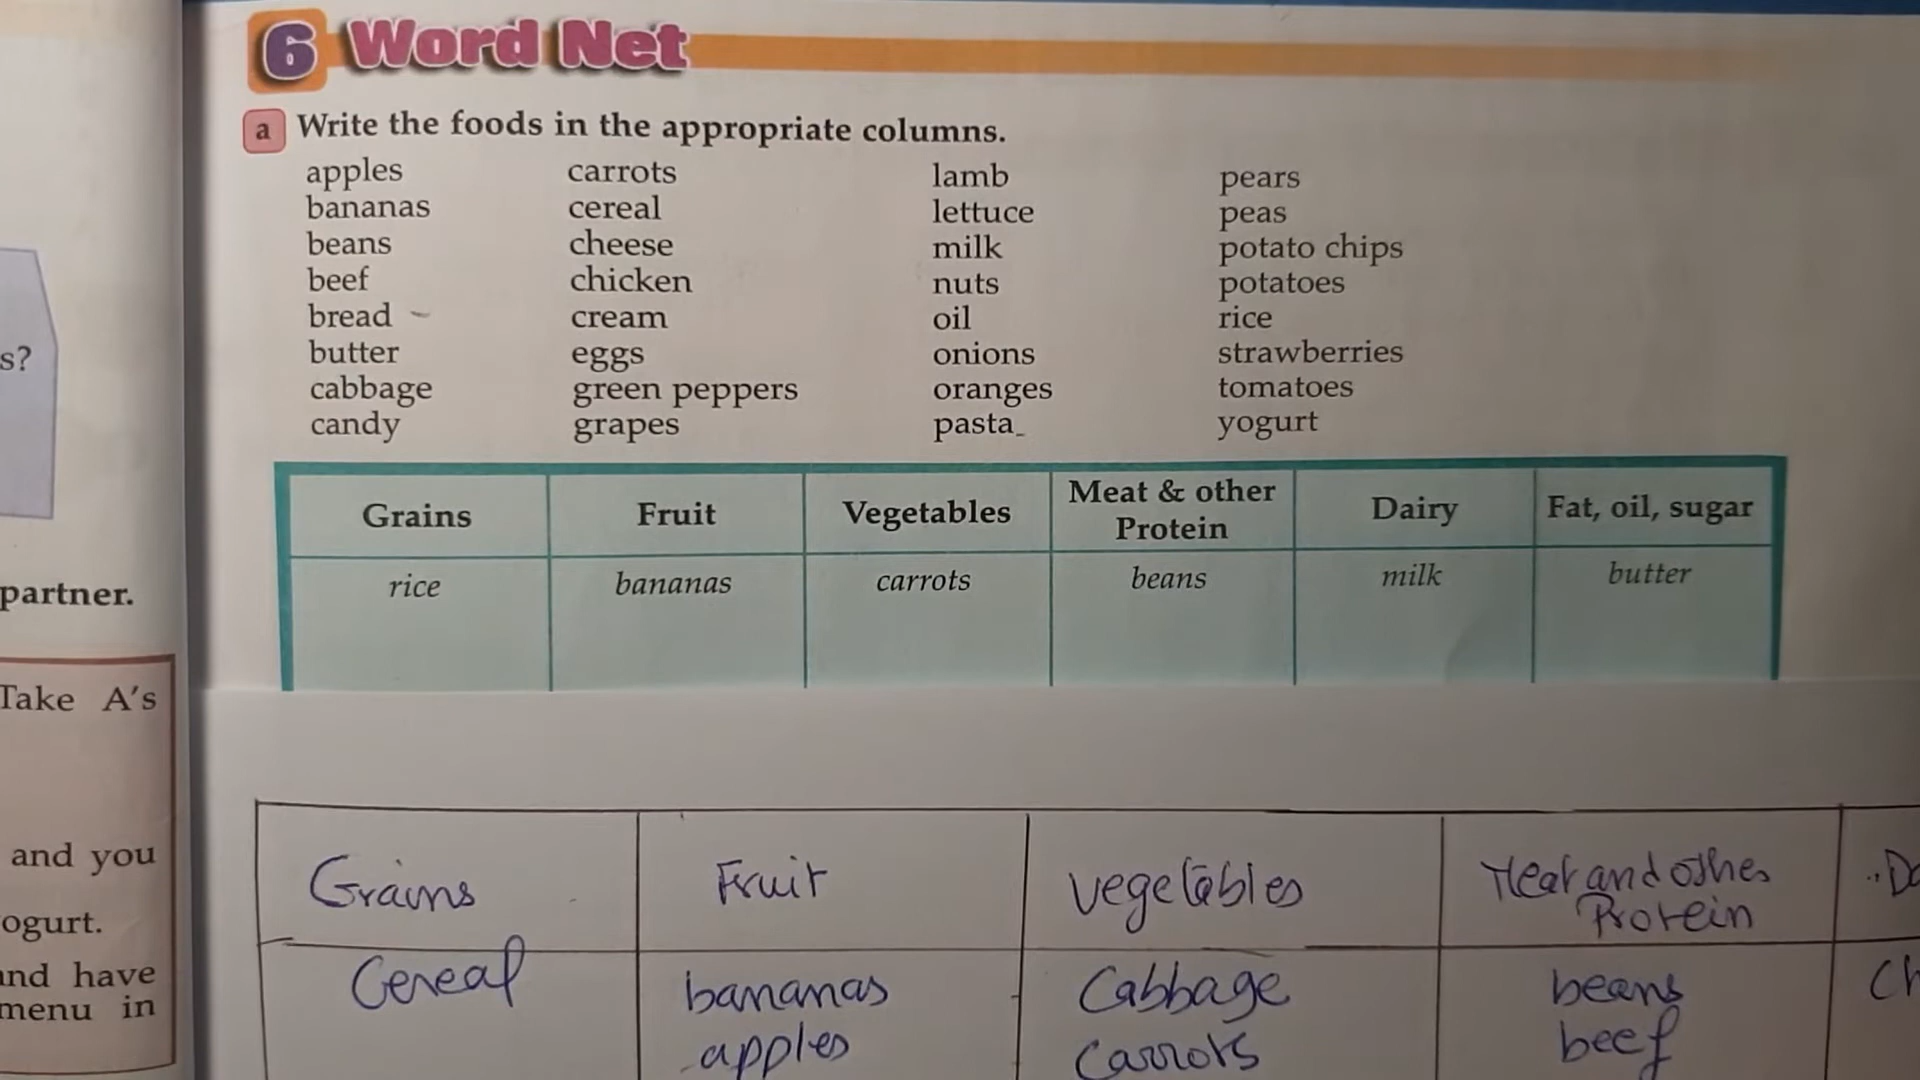 6 Word Net
a Write the foods in the appropriate columns.
apples carrots lamb pears
bananas cereal lettuce peas
beans cheese milk potato chips
beef chicken nuts potatoes
bread cream oil rice
butter eggs onions strawberries
cabbage green peppers oranges tomatoes
candy grapes pasta yogurt
Grains Fruit Vegetables Meat & other Protein Dairy Fat, oil, sugar
rice bananas carrots beans milk butter
s?
partner.
Take A's
and you
ogurt.
nd have
menu in
Grains Fruit vegetables Meat and other
Protein
Cereal bananas Cabbage beans
apples Carrots beef